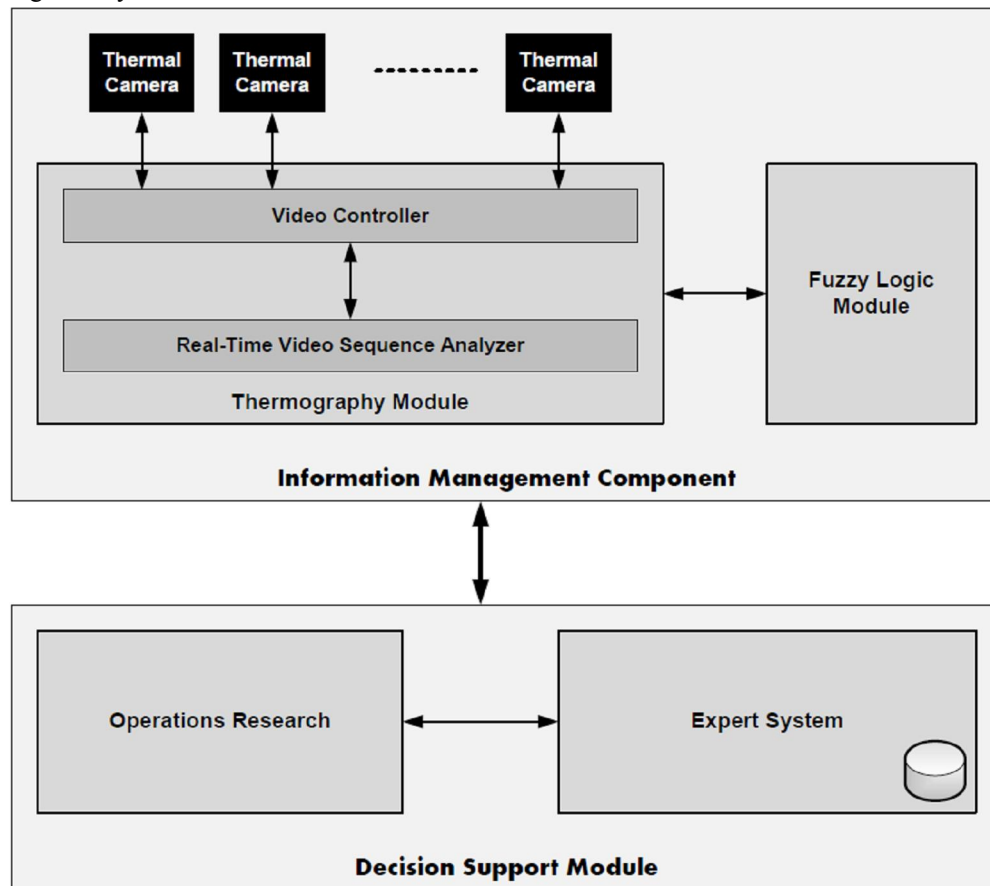 Thermal
Camera
Thermal
Camera
Thermal
Camera
Video Controller
Real-Time Video Sequence Analyzer
Thermography Module
Fuzzy Logic
Module
Information Management Component
Operations Research
Expert System
Decision Support Module